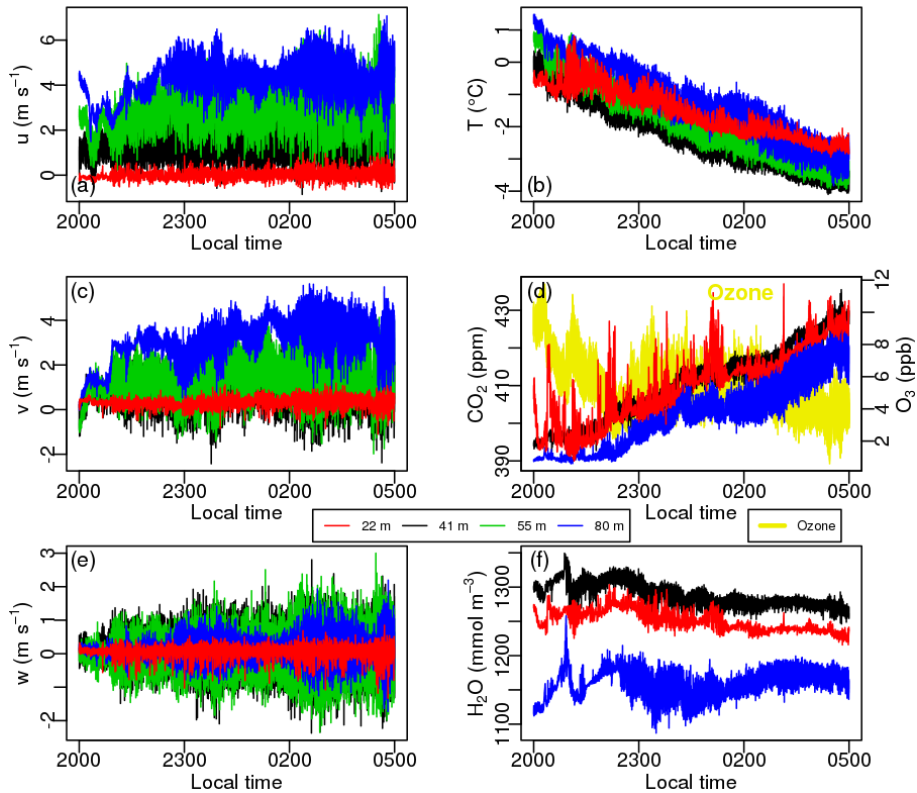 (a)
u (m s⁻¹)
0 2 4 6
2000 2300 0200 0500
Local time
(b)
T (°C)
-4 -2 0 1
2000 2300 0200 0500
Local time
(c)
v (m s⁻¹)
-2 0 2 4
2000 2300 0200 0500
Local time
(d)
Ozone
CO₂ (ppm)
390 410 430
O₃ (ppb)
2 4 6 8 12
2000 2300 0200 0500
Local time
22 m 41 m 55 m 80 m
Ozone
(e)
w (m s⁻¹)
-2 0 1 2 3
2000 2300 0200 0500
Local time
(f)
H₂O (mmol m⁻³)
1100 1200 1300
2000 2300 0200 0500
Local time